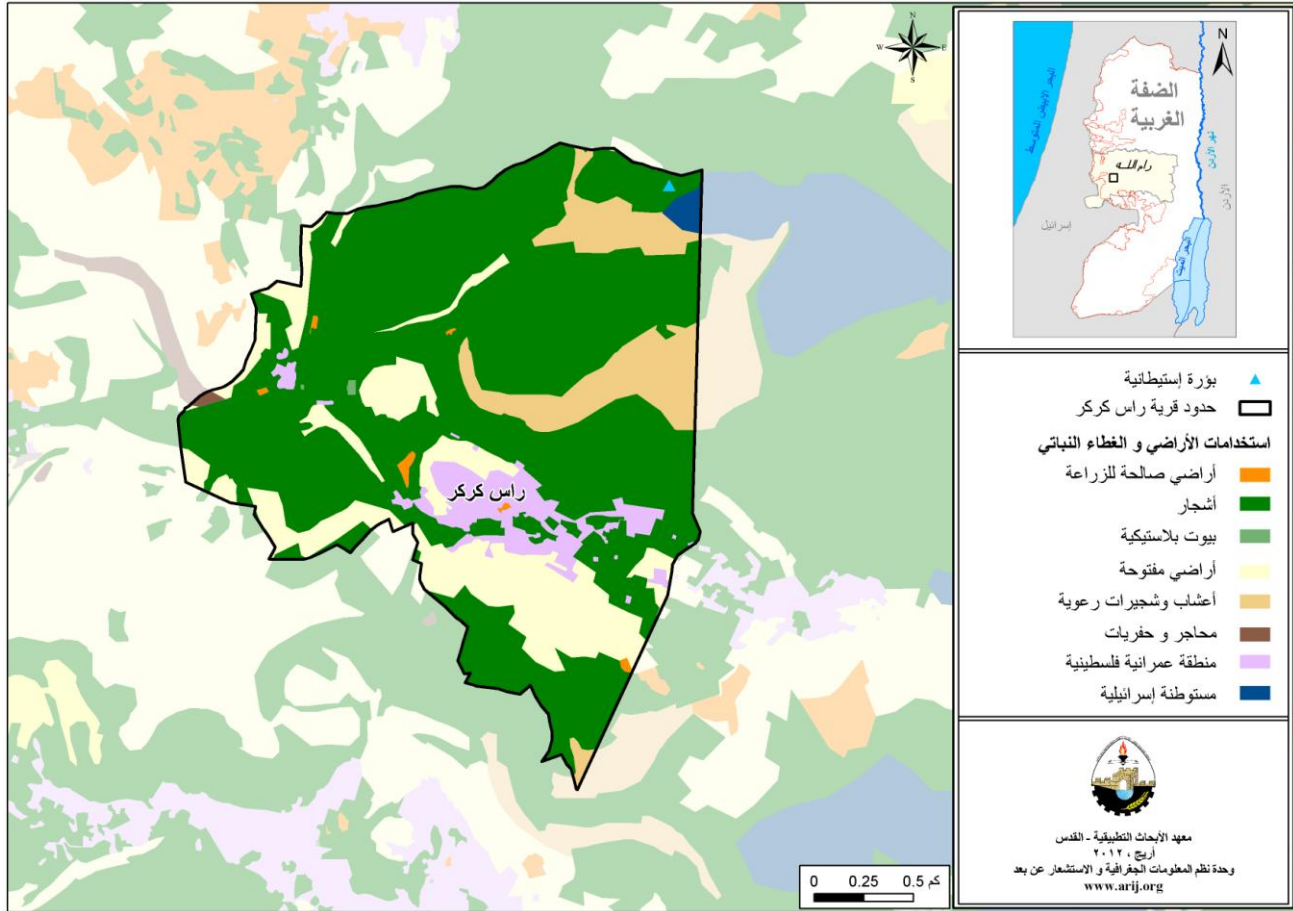 راس كركر
N
W
E
S
0
0.25
0.5 كم
N
الضفة
الغربية
رام الله
البحر الابيض المتوسط
نهر الأردن
الأردن
إسرائيل
البحر الميت
بؤرة إستيطانية
حدود قرية راس كركر
استخدامات الأراضي و الغطاء النباتي
أراضي صالحة للزراعة
أشجار
بيوت بلاستيكية
أراضي مفتوحة
أعشاب وشجيرات رعوية
محاجر و حفريات
منطقة عمرانية فلسطينية
مستوطنة إسرائيلية
معهد الأبحاث التطبيقية - القدس
أريج ، ٢٠١٢
وحدة نظم المعلومات الجغرافية و الاستشعار عن بعد
www.arij.org